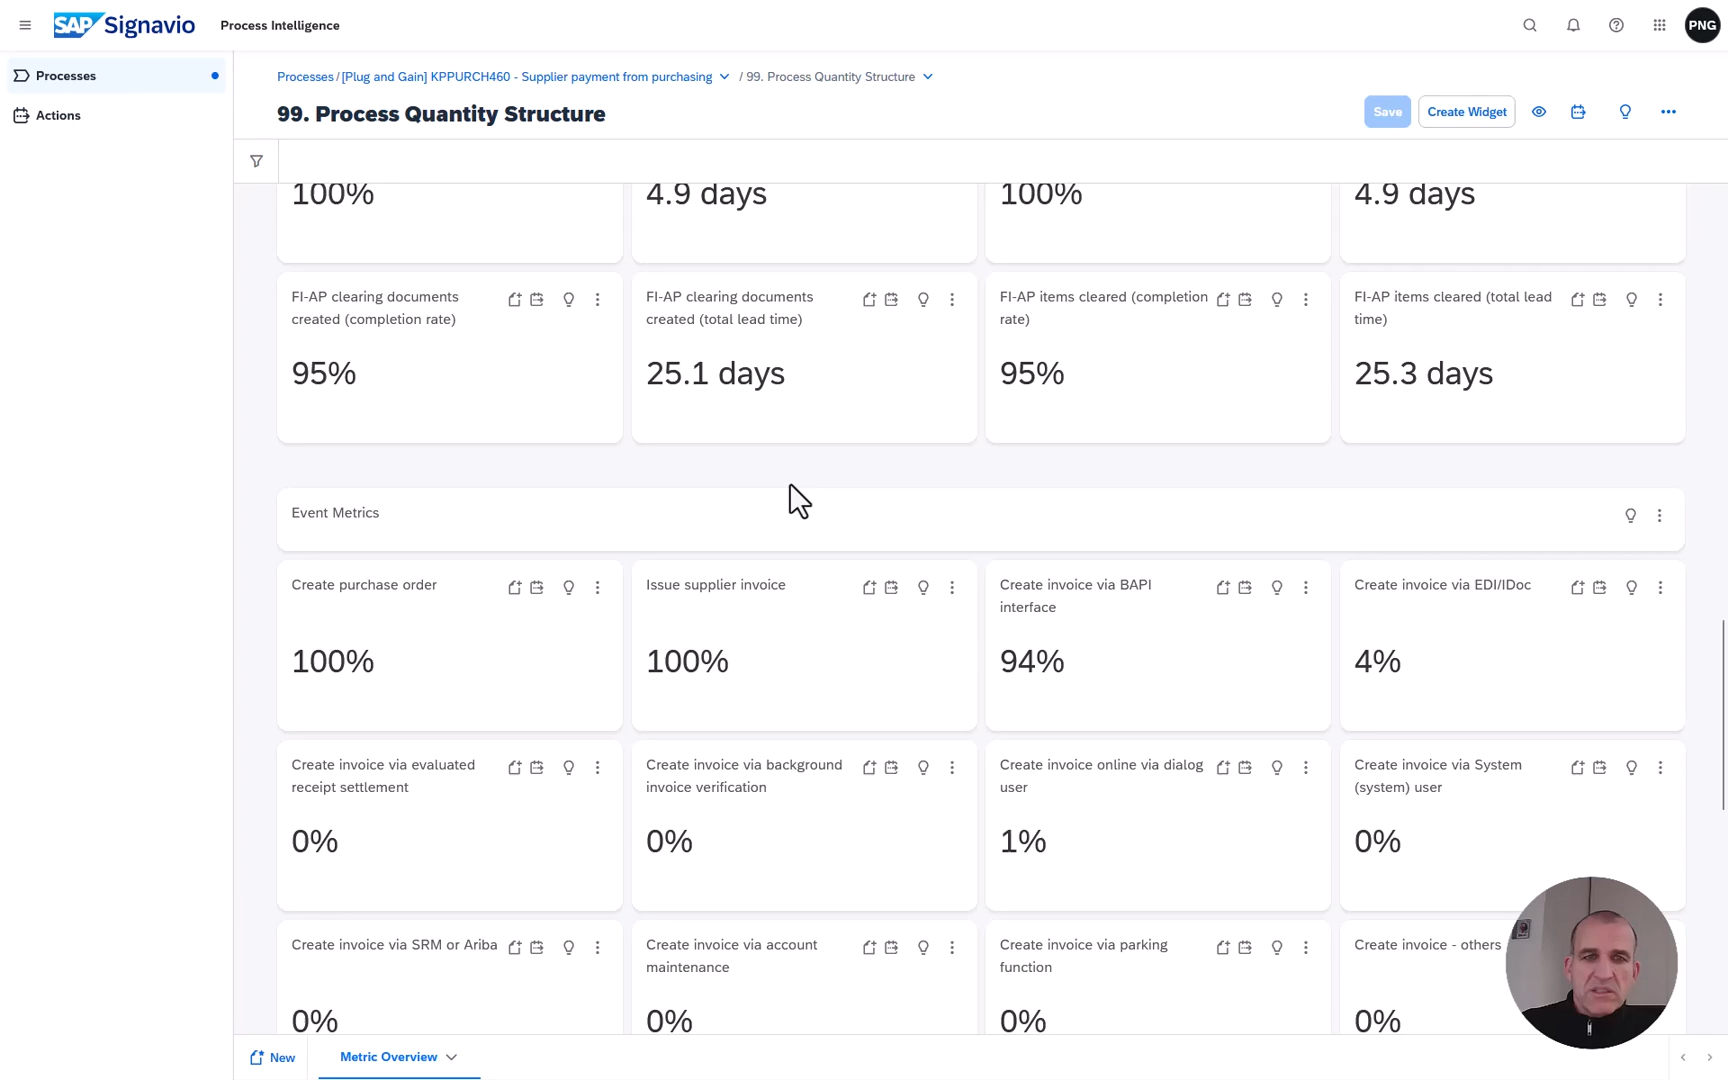 SAP Signavio
Process Intelligence
PNG
Processes
Actions
Processes / [Plug and Gain] KPPURCH460 - Supplier payment from purchasing / 99. Process Quantity Structure
99. Process Quantity Structure
Save
Create Widget
100%
4.9 days
100%
4.9 days
FI-AP clearing documents
created (completion rate)
95%
FI-AP clearing documents
created (total lead time)
25.1 days
FI-AP items cleared (completion
rate)
95%
FI-AP items cleared (total lead
time)
25.3 days
Event Metrics
Create purchase order
100%
Issue supplier invoice
100%
Create invoice via BAPI
interface
94%
Create invoice via EDI/IDoc
4%
Create invoice via evaluated
receipt settlement
0%
Create invoice via background
invoice verification
0%
Create invoice online via dialog
user
1%
Create invoice via System
(system) user
0%
Create invoice via SRM or Ariba
0%
Create invoice via account
maintenance
0%
Create invoice via parking
function
0%
Create invoice - others
0%
New
Metric Overview